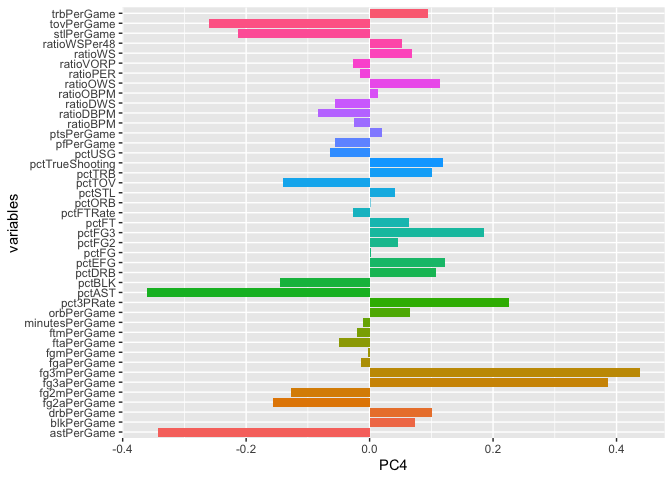 trbPerGame
tovPerGame
stlPerGame
ratioWSPer48
ratioWS
ratioVORP
ratioPER
ratioOWS
ratioOBPM
ratioDWS
ratioDBPM
ratioBPM
ptsPerGame
pfPerGame
pctUSG
pctTrueShooting
pctTRB
pctTOV
pctSTL
pctORB
pctFTRate
pctFT
pctFG3
pctFG2
pctFG
pctEFG
pctDRB
pctBLK
pctAST
pct3PRate
orbPerGame
minutesPerGame
ftmPerGame
ftaPerGame
fgmPerGame
fgaPerGame
fg3mPerGame
fg3aPerGame
fg2mPerGame
fg2aPerGame
drbPerGame
blkPerGame
astPerGame
variables
-0.4 -0.2 0.0 0.2 0.4
PC4